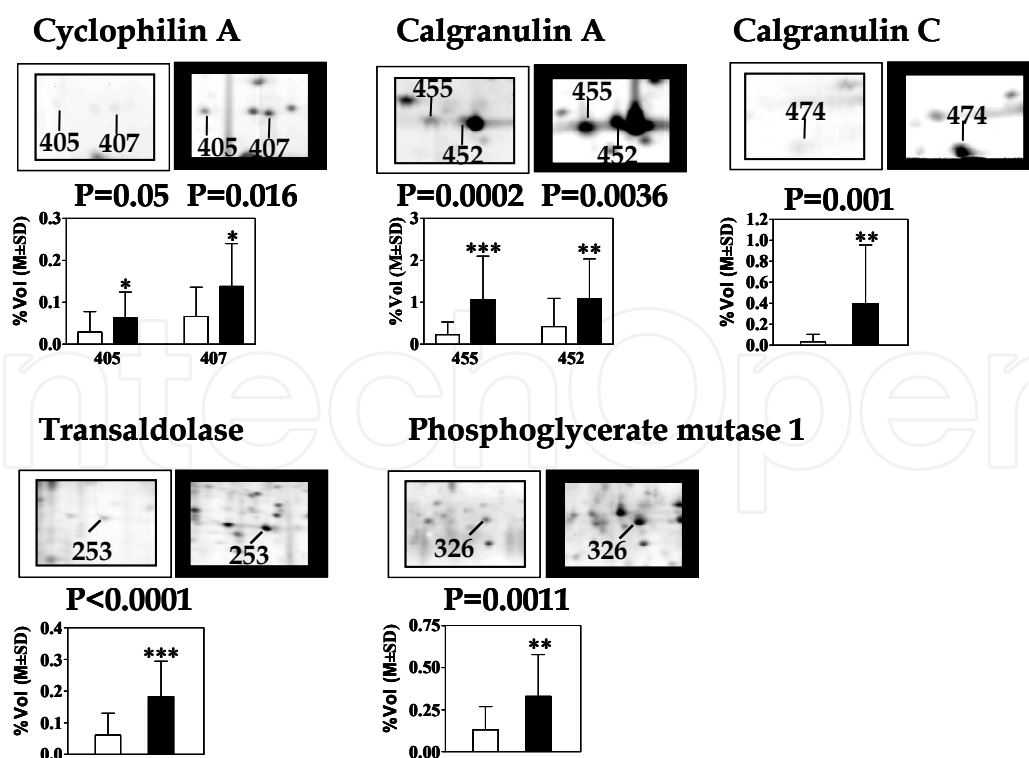 Cyclophilin A
Calgranulin A
Calgranulin C
405 407 405 407
455 452 455 452
474 474
P=0.05 P=0.016
P=0.0002 P=0.0036
P=0.001
%Vol (M±SD)
0.3
0.2
0.1
0.0
* *
405 407
%Vol (M±SD)
3
2
1
0
*** **
455 452
%Vol (M±SD)
1.2
1.0
0.8
0.6
0.4
0.2
0.0
**
ntechOpen
Transaldolase
Phosphoglycerate mutase 1
253 253
326 326
P<0.0001
P=0.0011
%Vol (M±SD)
0.4
0.3
0.2
0.1
0.0
***
%Vol (M±SD)
0.75
0.50
0.25
0.00
**